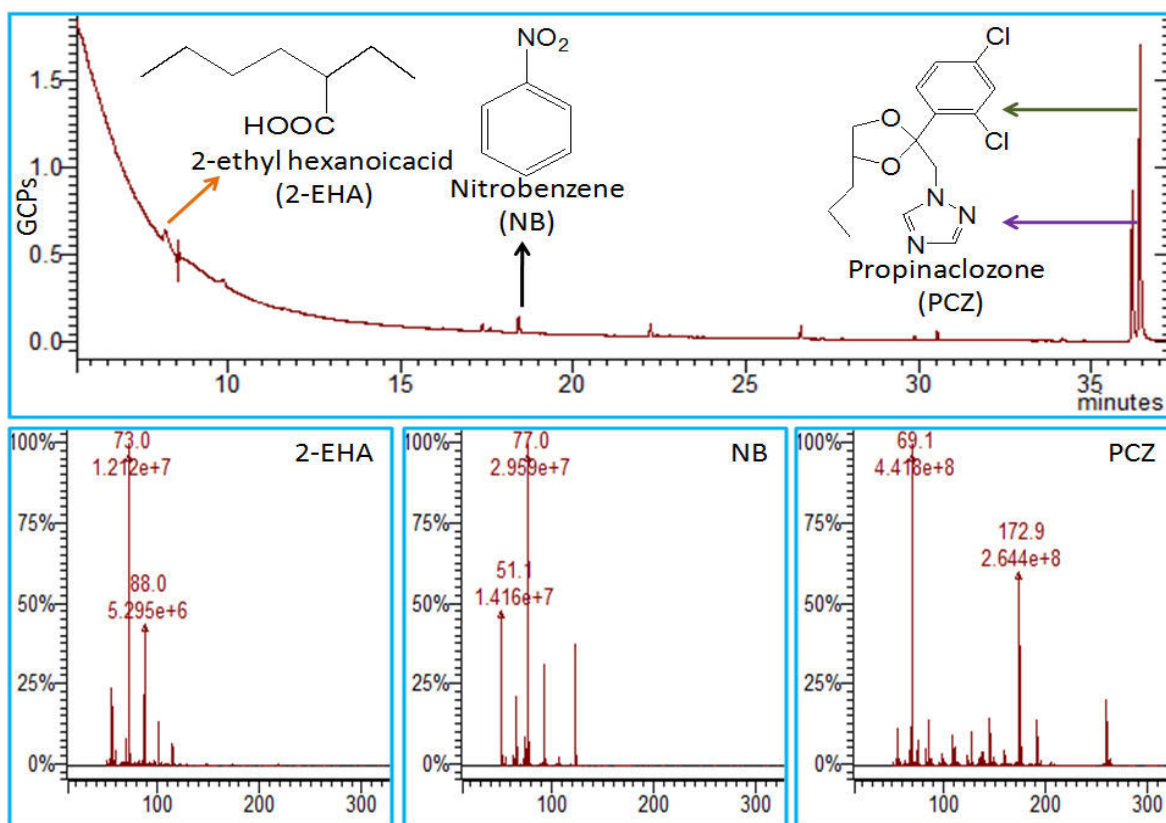 GCPs
1.5
1.0
0.5
0.0
10
15
20
25
30
35
minutes
HOOC
2-ethyl hexanoicacid
(2-EHA)
NO2
Nitrobenzene
(NB)
Cl
Cl
O
O
N
N
N
Propinaclozone
(PCZ)
2-EHA
100%
75%
50%
25%
0%
73.0
1.212e+7
88.0
5.295e+6
100
200
300
NB
100%
75%
50%
25%
0%
77.0
2.959e+7
51.1
1.416e+7
100
200
300
PCZ
100%
75%
50%
25%
0%
69.1
4.418e+8
172.9
2.644e+8
100
200
300